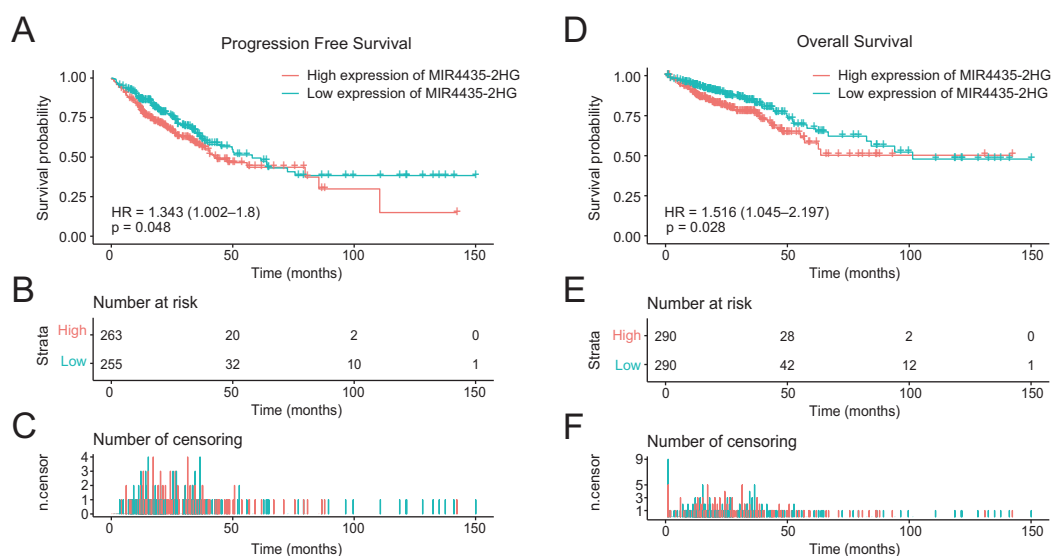 A
Progression Free Survival
High expression of MIR4435-2HG
Low expression of MIR4435-2HG
Survival probability
1.00
0.75
0.50
0.25
0.00
HR = 1.343 (1.002–1.8)
p = 0.048
0 50 100 150
Time (months)
B
Number at risk
Strata
High 263 20 2 0
Low 255 32 10 1
0 50 100 150
Time (months)
C
Number of censoring
n.censor
4
3
2
1
0
0 50 100 150
Time (months)
D
Overall Survival
High expression of MIR4435-2HG
Low expression of MIR4435-2HG
Survival probability
1.00
0.75
0.50
0.25
0.00
HR = 1.516 (1.045–2.197)
p = 0.028
0 50 100 150
Time (months)
E
Number at risk
Strata
High 290 28 2 0
Low 290 42 12 1
0 50 100 150
Time (months)
F
Number of censoring
n.censor
9
5
3
1
0 50 100 150
Time (months)